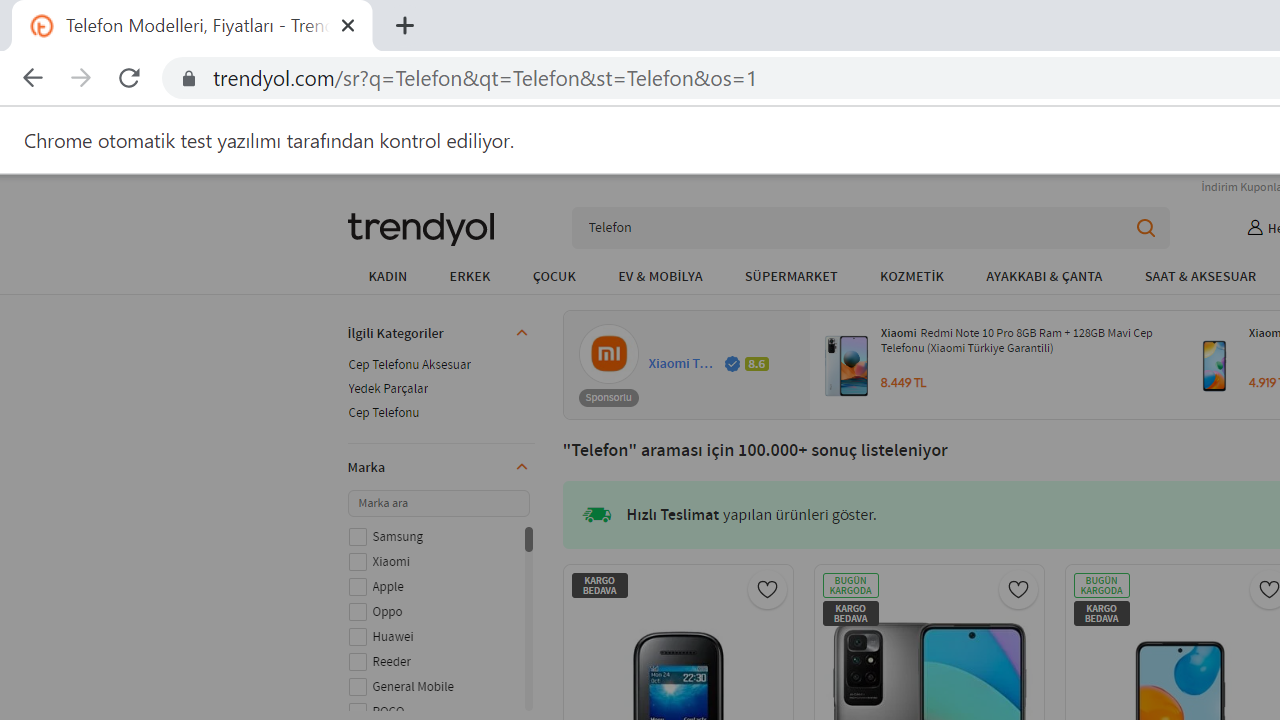 Telefon Modelleri, Fiyatları - Tren
trendyol.com/sr?q=Telefon&qt=Telefon&st=Telefon&os=1
Chrome otomatik test yazılımı tarafından kontrol ediliyor.
İndirim
trendyol
Telefon
KADIN ERKEK ÇOCUK EV & MOBİLYA SÜPERMARKET KOZMETİK AYAKKABI & ÇANTA SAAT & AKSESUAR
İlgili Kategoriler
Cep Telefonu Aksesuar
Yedek Parçalar
Cep Telefonu
Marka
Marka ara
Samsung
Xiaomi
Apple
Oppo
Huawei
Reeder
General Mobile
POCO
mi
Xiaomi T... 8.6
Sponsorlu
Xiaomi Redmi Note 10 Pro 8GB Ram + 128GB Mavi Cep
Telefonu (Xiaomi Türkiye Garantili)
8.449 TL
Xiaom
4.919
"Telefon" araması için 100.000+ sonuç listeleniyor
Hızlı Teslimat yapılan ürünleri göster.
KARGO
BEDAVA
22:30
BUGÜN
KARGODA
KARGO
BEDAVA
BUGÜN
KARGODA
KARGO
BEDAVA